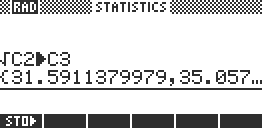 RAD STATISTICS
√C2▶C3
{31.5911379979,35.057…
STO▶